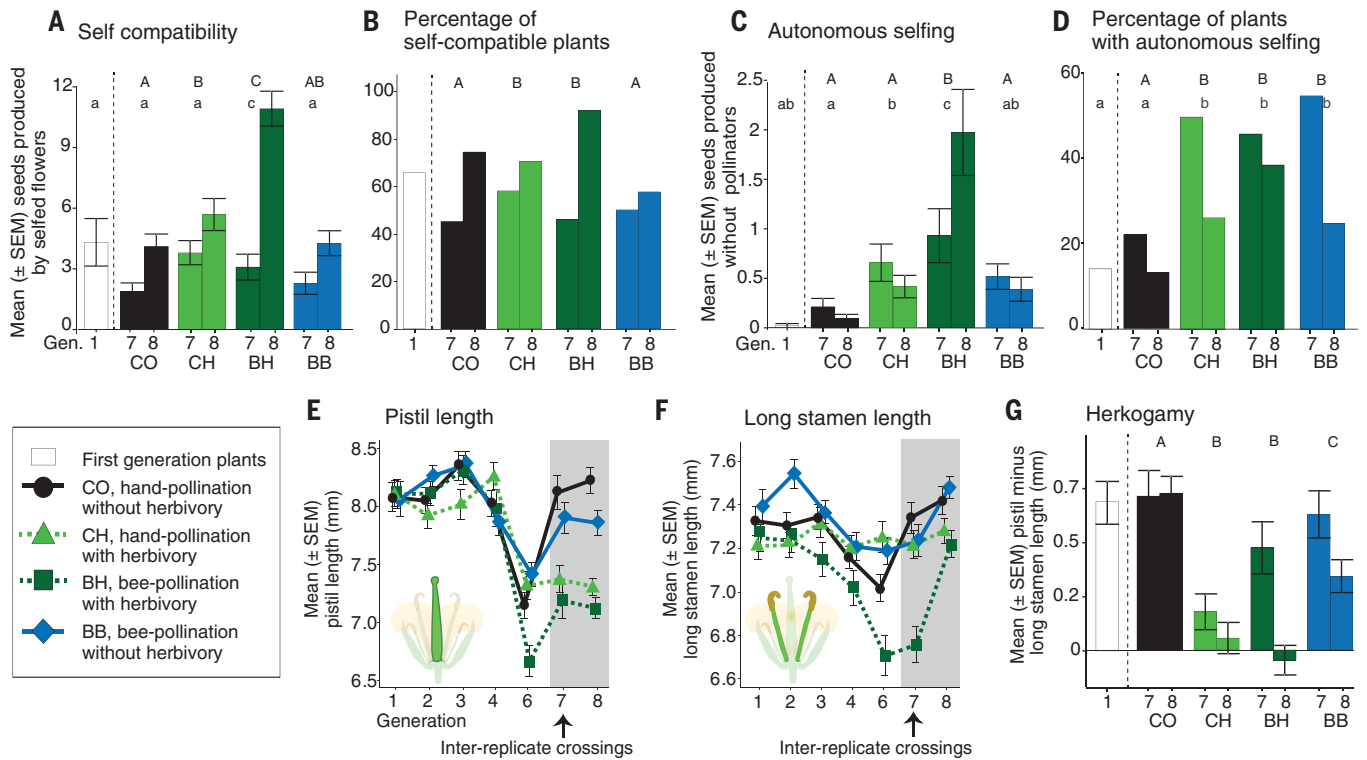 A Self compatibility
Mean (± SEM) seeds produced
by selfed flowers
12
9
6
3
0
A B C AB
a a a c a
Gen. 1 7 8 7 8 7 8 7 8
CO CH BH BB
B Percentage of
self-compatible plants
100
80
60
40
20
0
A B B A
1 7 8 7 8 7 8 7 8
CO CH BH BB
C Autonomous selfing
Mean (± SEM) seeds produced
without pollinators
2.5
2
1.5
1
0.5
0
A A B A
ab a b c ab
1 7 8 7 8 7 8 7 8
CO CH BH BB
D Percentage of plants
with autonomous selfing
60
40
20
0
A B B B
a a b b b
1 7 8 7 8 7 8 7 8
CO CH BH BB
First generation plants
CO, hand-pollination
without herbivory
CH, hand-pollination
with herbivory
BH, bee-pollination
with herbivory
BB, bee-pollination
without herbivory
E Pistil length
Mean (± SEM)
pistil length (mm)
8.5
8.0
7.5
7.0
6.5
1 2 3 4 6 7 8
Generation
Inter-replicate crossings
F Long stamen length
Mean (± SEM)
long stamen length (mm)
7.6
7.4
7.2
7.0
6.8
6.6
1 2 3 4 6 7 8
Inter-replicate crossings
G Herkogamy
Mean (± SEM) pistil minus
long stamen length (mm)
0.7
0.5
0.2
0
A B B C
1 7 8 7 8 7 8 7 8
CO CH BH BB